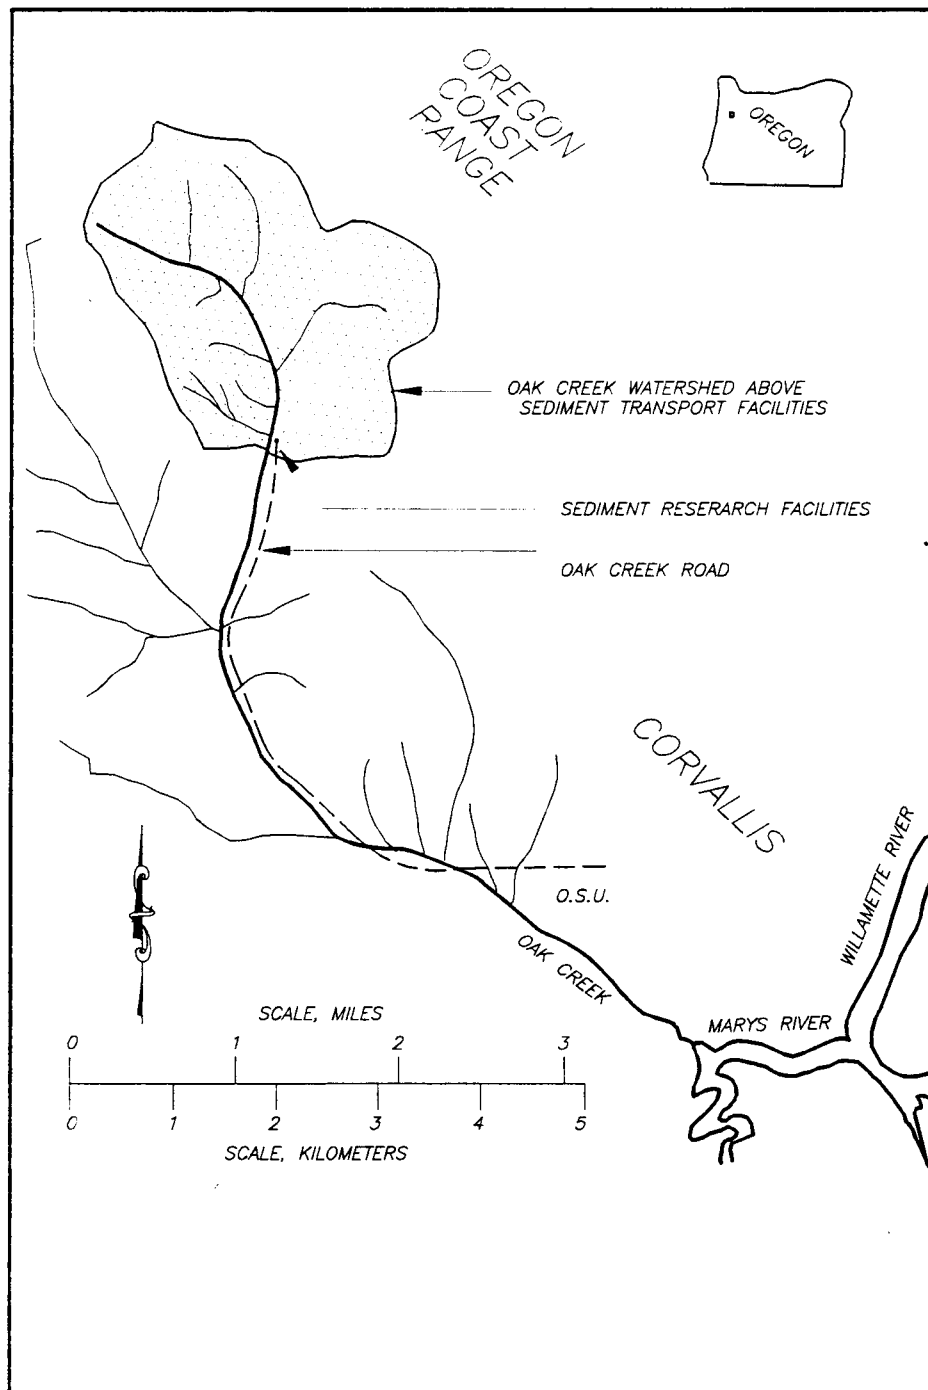 OREGON
COAST
RANGE
OREGON
OAK CREEK WATERSHED ABOVE
SEDIMENT TRANSPORT FACILITIES
SEDIMENT RESERARCH FACILITIES
OAK CREEK ROAD
CORVALLIS
WILLAMETTE RIVER
O.S.U.
OAK CREEK
MARYS RIVER
SCALE, MILES
0 1 2 3
0 1 2 3 4 5
SCALE, KILOMETERS